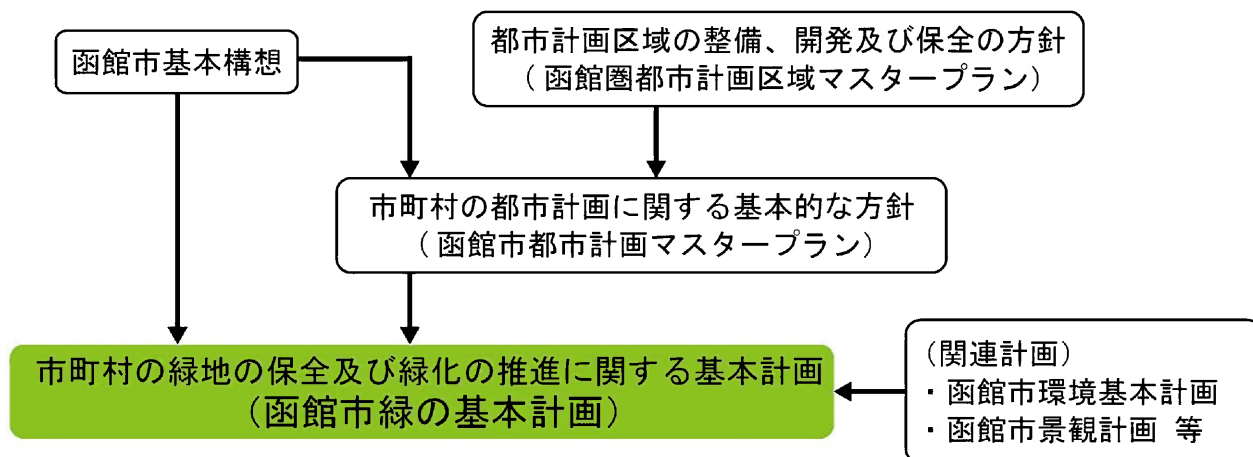 函館市基本構想
都市計画区域の整備、開発及び保全の方針
(函館圏都市計画区域マスタープラン)
市町村の都市計画に関する基本的な方針
(函館市都市計画マスタープラン)
市町村の緑地の保全及び緑化の推進に関する基本計画
(函館市緑の基本計画)
(関連計画)
・函館市環境基本計画
・函館市景観計画 等